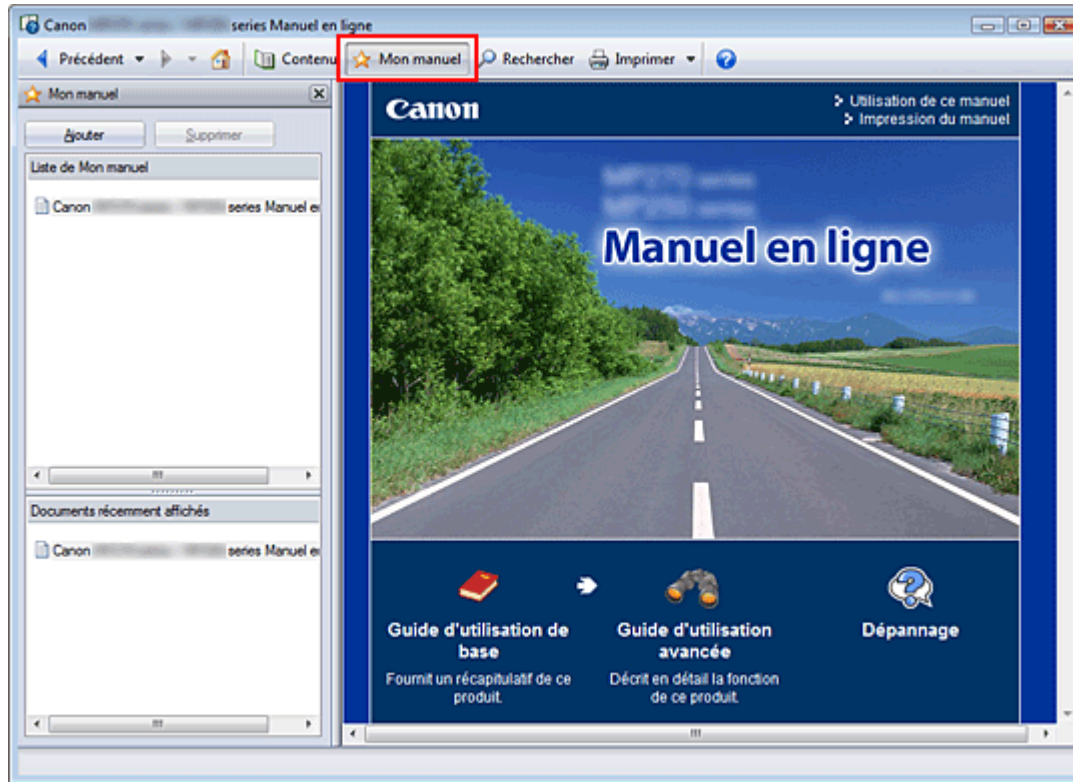 Canon series Manuel en ligne
Précédent Contenu Mon manuel Rechercher Imprimer
Mon manuel
Ajouter Supprimer
Liste de Mon manuel
Canon series Manuel
Documents récemment affichés
Canon series Manuel
Canon
Utilisation de ce manuel
Impression du manuel
series
series
Manuel en ligne
Guide d'utilisation de
base
Fournit un récapitulatif de ce
produit.
Guide d'utilisation
avancée
Décrit en détail la fonction
de ce produit.
Dépannage